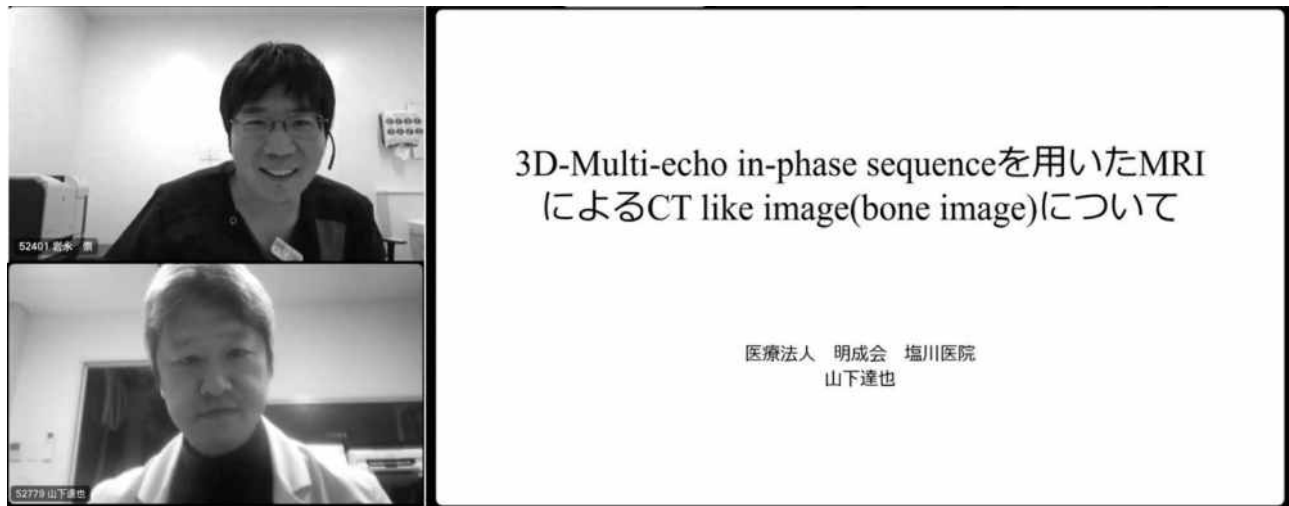 52401 岩永 崇
52779 山下達也
3D-Multi-echo in-phase sequenceを用いたMRI
によるCT like image(bone image)について
医療法人 明成会 塩川医院
山下達也